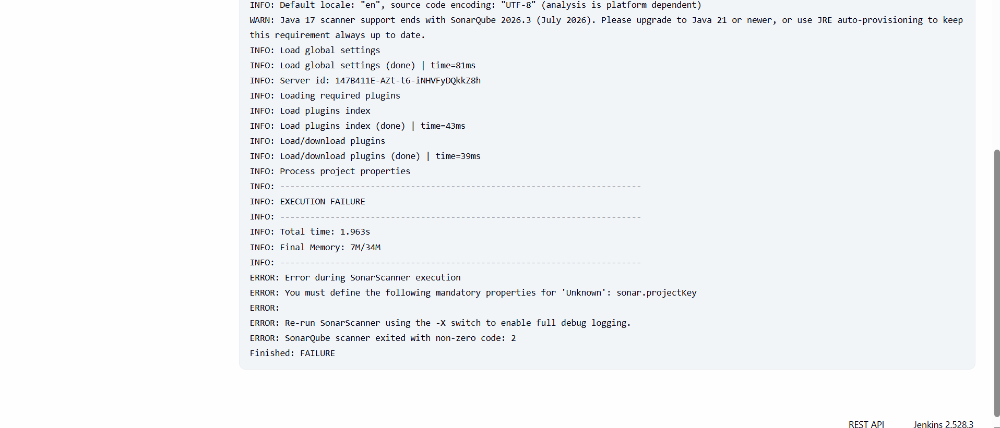 INFO: Default locale: "en", source code encoding: "UTF-8" (analysis is platform dependent)
WARN: Java 17 scanner support ends with SonarQube 2026.3 (July 2026). Please upgrade to Java 21 or newer, or use JRE auto-provisioning to keep
this requirement always up to date.
INFO: Load global settings
INFO: Load global settings (done) | time=81ms
INFO: Server id: 147B411E-AZt-t6-iNHVFyDQkkZ8h
INFO: Loading required plugins
INFO: Load plugins index
INFO: Load plugins index (done) | time=43ms
INFO: Load/download plugins
INFO: Load/download plugins (done) | time=39ms
INFO: Process project properties
INFO: ------------------------------------------------------------------------
INFO: EXECUTION FAILURE
INFO: ------------------------------------------------------------------------
INFO: Total time: 1.963s
INFO: Final Memory: 7M/34M
INFO: ------------------------------------------------------------------------
ERROR: Error during SonarScanner execution
ERROR: You must define the following mandatory properties for 'Unknown': sonar.projectKey
ERROR:
ERROR: Re-run SonarScanner using the -X switch to enable full debug logging.
ERROR: SonarQube scanner exited with non-zero code: 2
Finished: FAILURE
REST API Jenkins 2.528.3